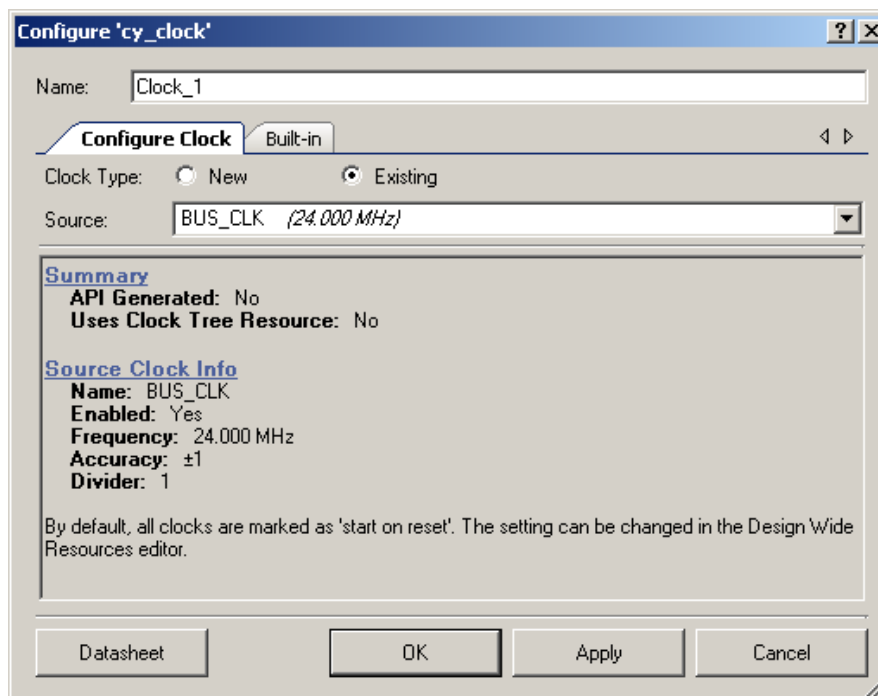 Configure 'cy_clock'
Name: Clock_1
Configure Clock Built-in
Clock Type: New Existing
Source: BUS_CLK (24.000 MHz)
Summary
API Generated: No
Uses Clock Tree Resource: No
Source Clock Info
Name: BUS_CLK
Enabled: Yes
Frequency: 24.000 MHz
Accuracy: ±1
Divider: 1
By default, all clocks are marked as 'start on reset'. The setting can be changed in the Design Wide
Resources editor.
Datasheet OK Apply Cancel